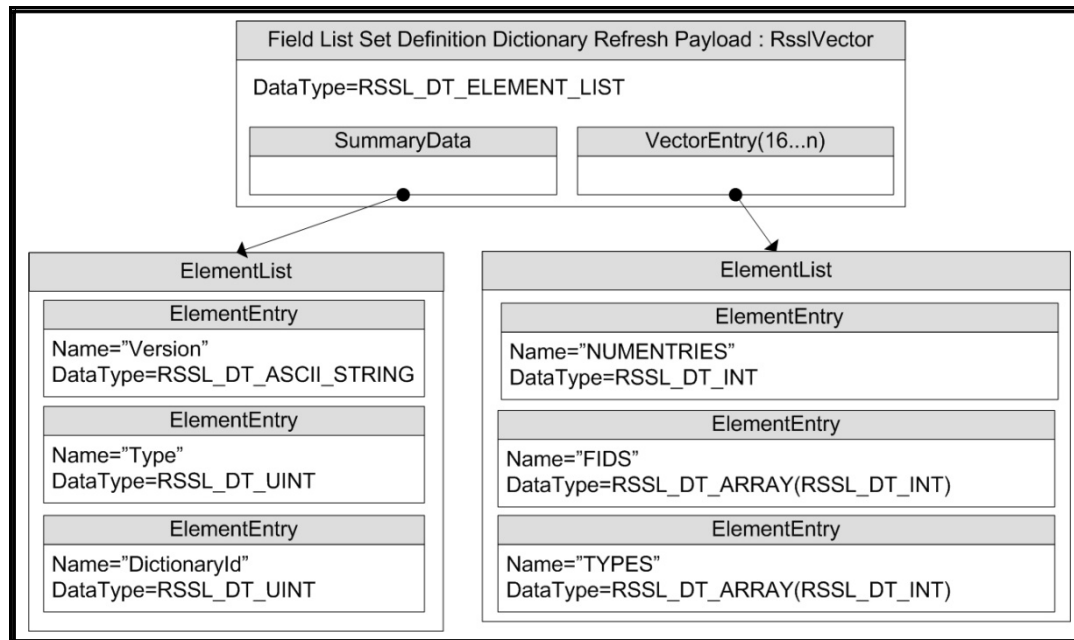 Field List Set Definition Dictionary Refresh Payload : RsslVector
DataType=RSSL_DT_ELEMENT_LIST
SummaryData
VectorEntry(16...n)
ElementList
ElementEntry
Name=”Version”
DataType=RSSL_DT_ASCII_STRING
ElementEntry
Name=”Type”
DataType=RSSL_DT_UINT
ElementEntry
Name=”DictionaryId”
DataType=RSSL_DT_UINT
ElementList
ElementEntry
Name=”NUMENTRIES”
DataType=RSSL_DT_INT
ElementEntry
Name=”FIDS”
DataType=RSSL_DT_ARRAY(RSSL_DT_INT)
ElementEntry
Name=”TYPES”
DataType=RSSL_DT_ARRAY(RSSL_DT_INT)